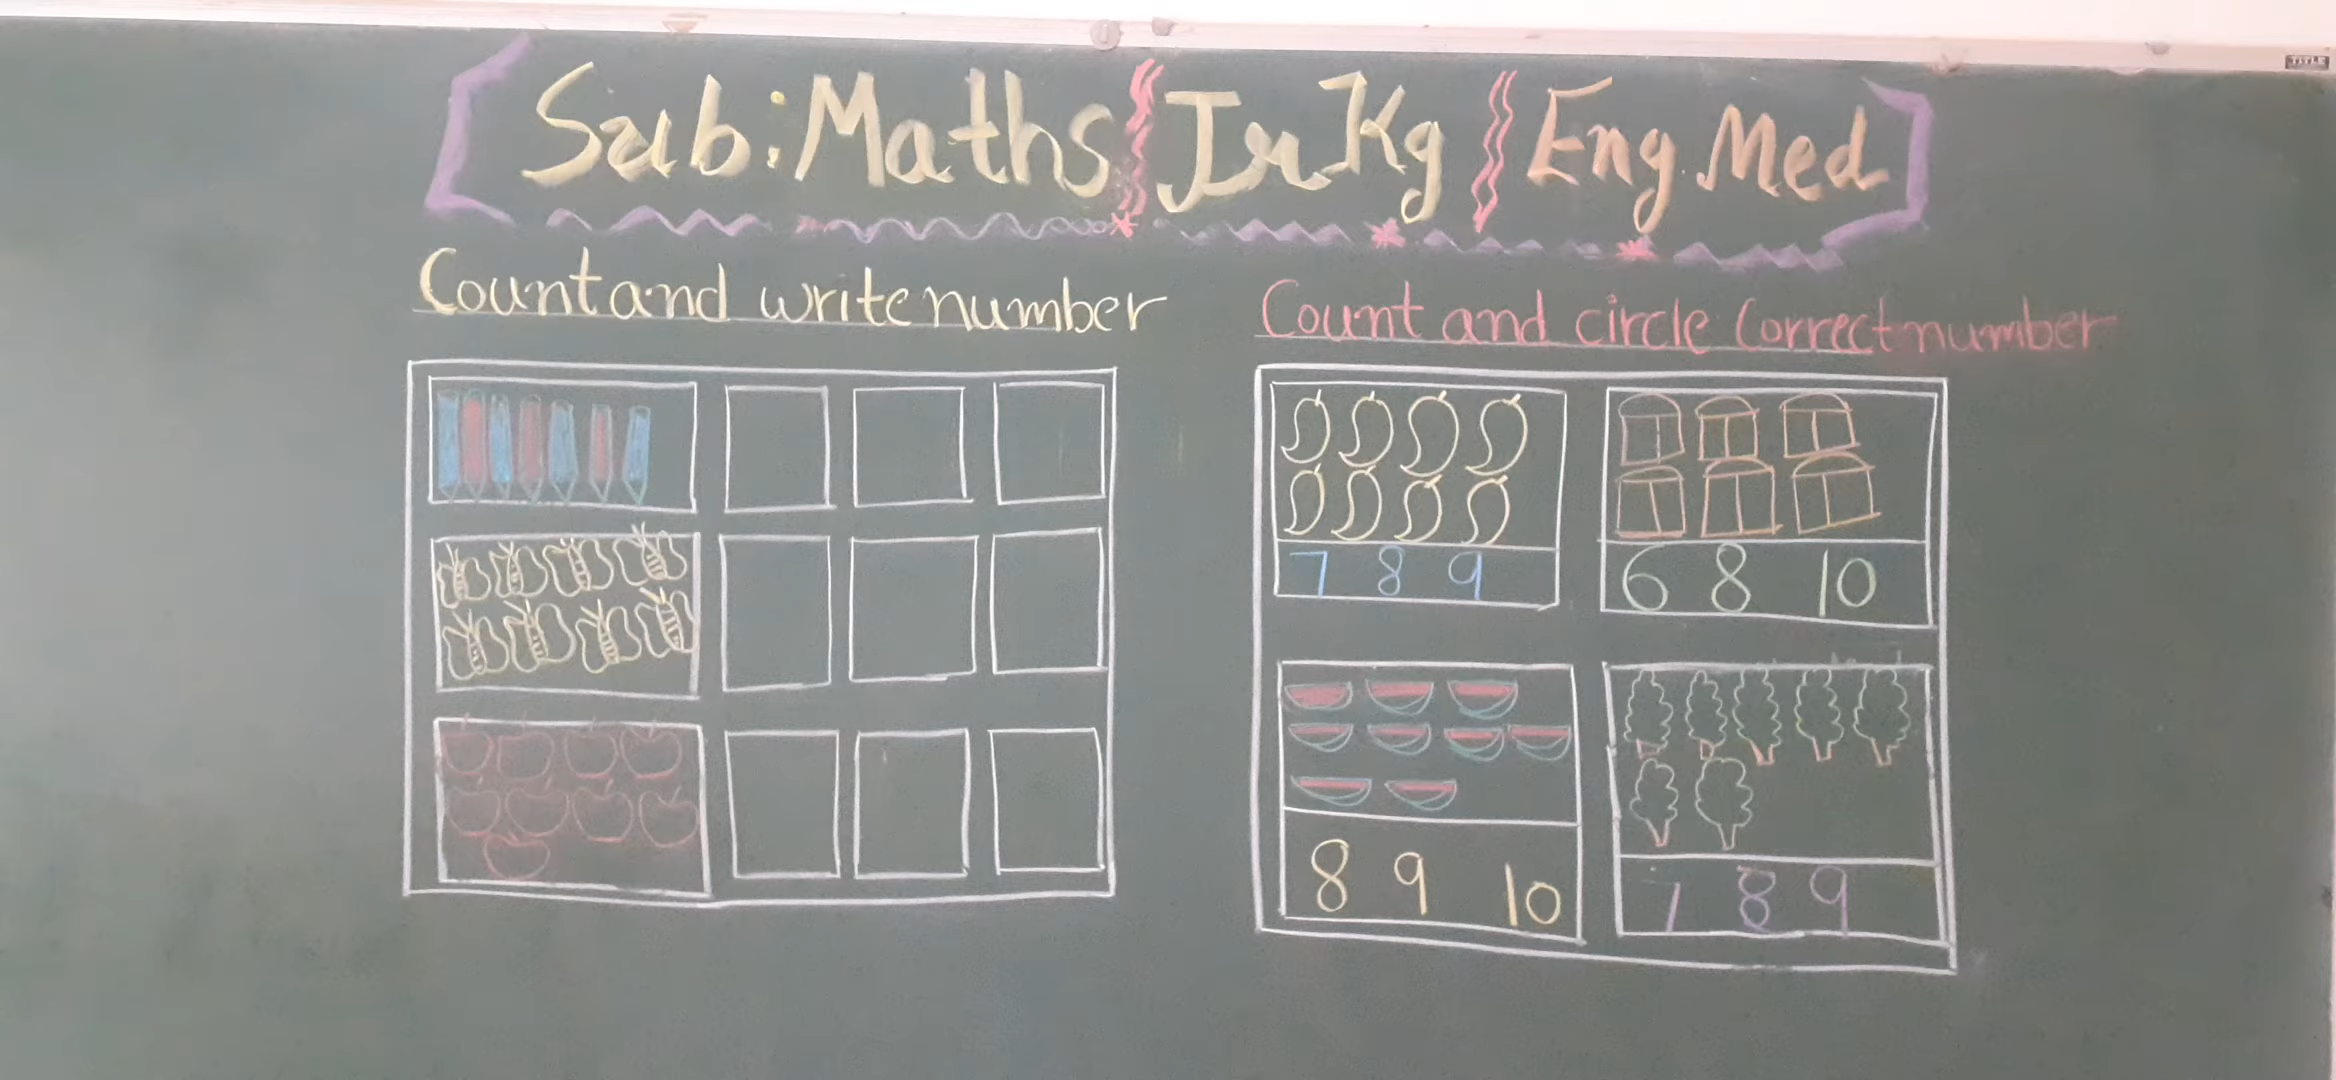 Sub: Maths Jr Kg Eng. Med
Count and write number
Count and circle Correct number
7 8 9
6 8 10
8 9 10
7 8 9
TITLE